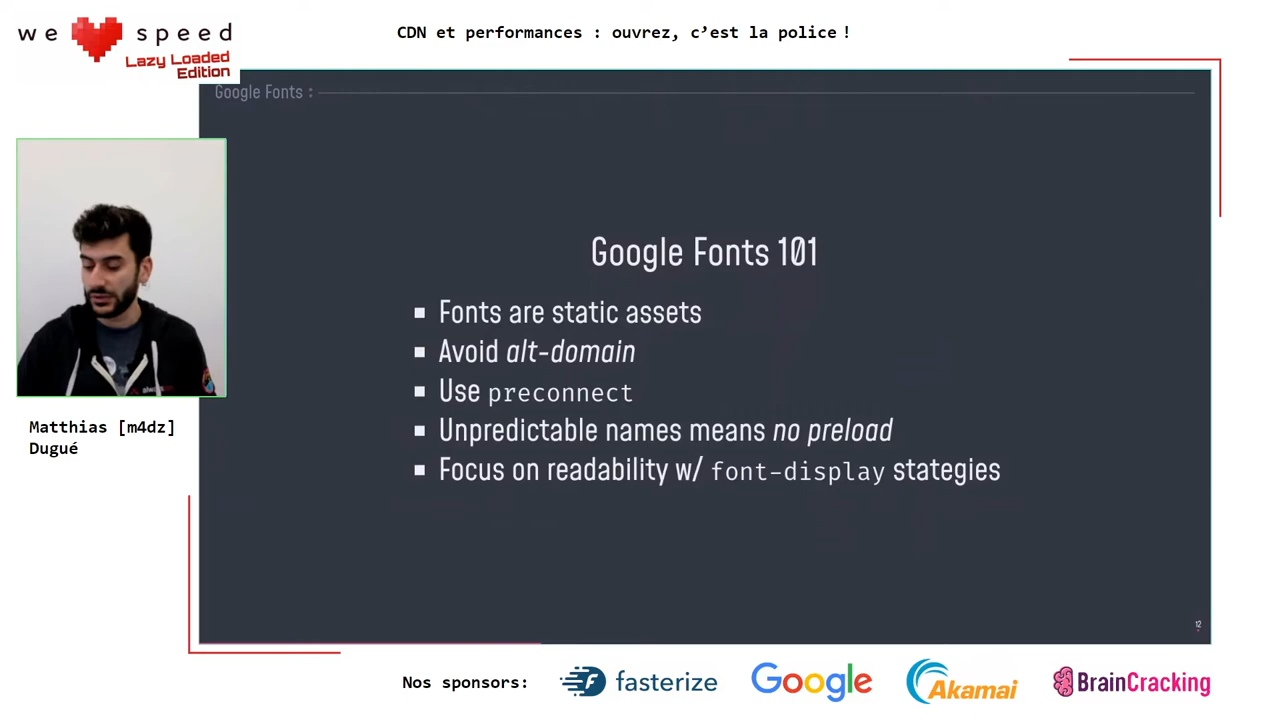 we speed
Lazy Loaded
Edition
CDN et performances : ouvrez, c’est la police !
Google Fonts :
Google Fonts 101
Fonts are static assets
Avoid alt-domain
Use preconnect
Unpredictable names means no preload
Focus on readability w/ font-display stategies
Matthias [m4dz]
Dugué
12
Nos sponsors:
fasterize
Google
Akamai
BrainCracking